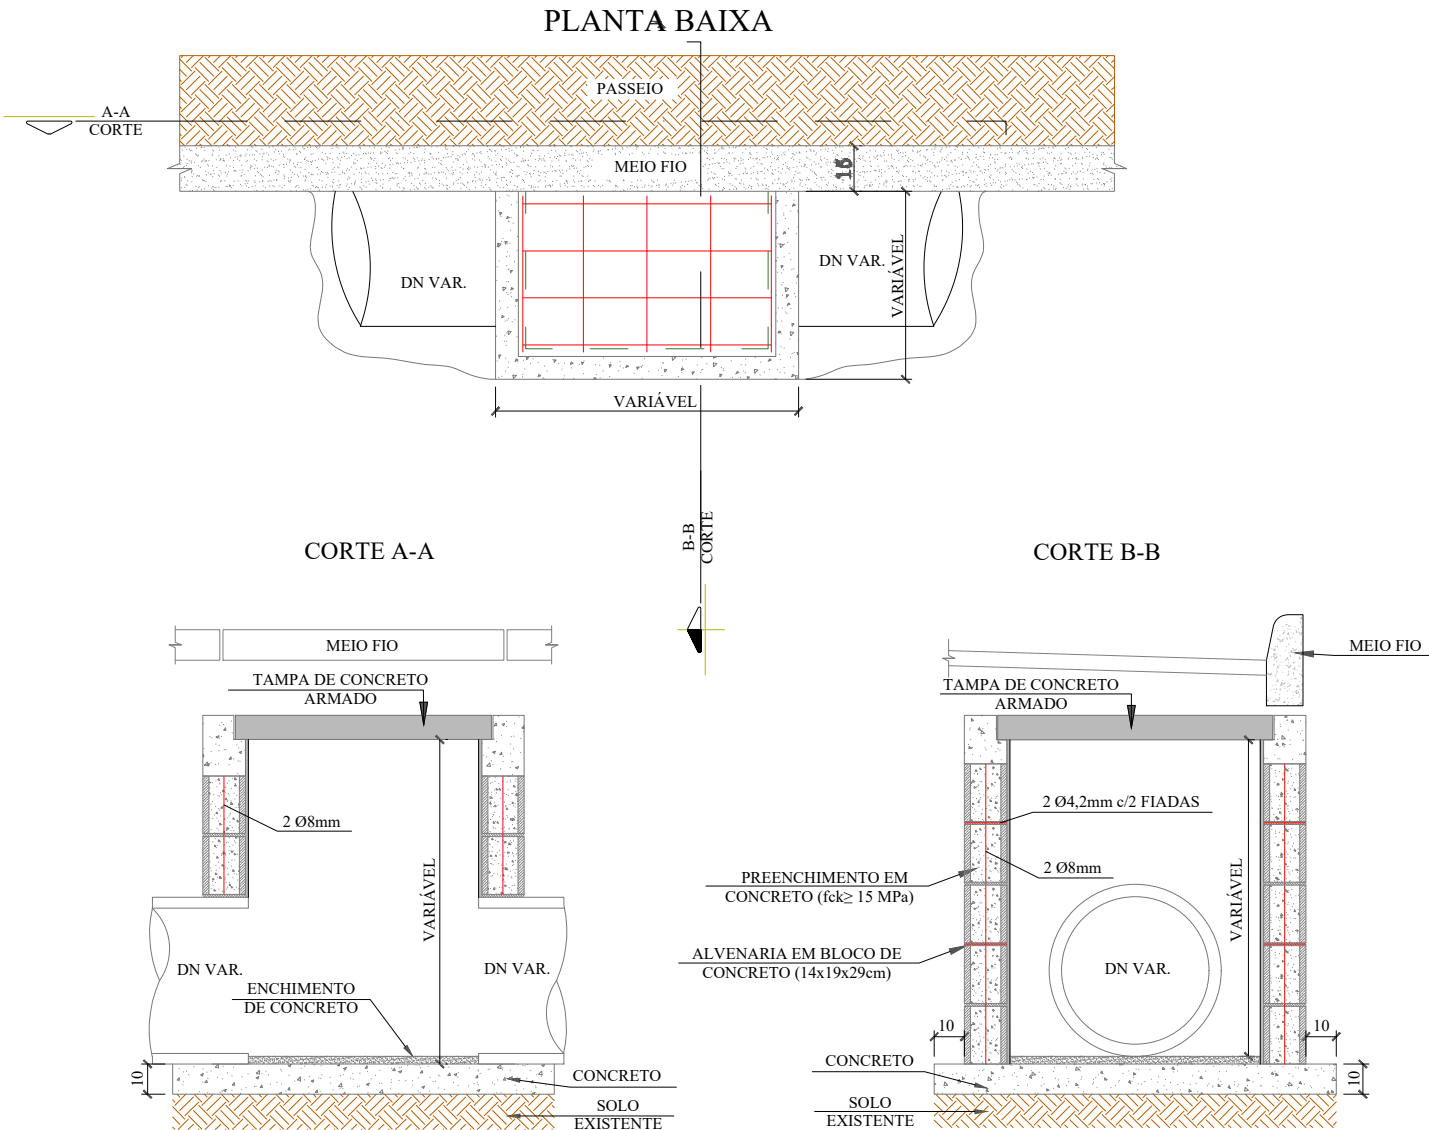 PLANTA BAIXA
PASSEIO
A-A
CORTE
MEIO FIO
DN VAR.
DN VAR.
VARIÁVEL
VARIÁVEL
B-B
CORTE
CORTE A-A
CORTE B-B
MEIO FIO
TAMPA DE CONCRETO
ARMADO
2 Ø8mm
VARIÁVEL
DN VAR.
DN VAR.
ENCHIMENTO
DE CONCRETO
10
CONCRETO
SOLO
EXISTENTE
MEIO FIO
TAMPA DE CONCRETO
ARMADO
2 Ø4,2mm c/2 FIADAS
2 Ø8mm
PREENCHIMENTO EM
CONCRETO (fck≥ 15 MPa)
VARIÁVEL
ALVENARIA EM BLOCO DE
CONCRETO (14x19x29cm)
DN VAR.
10
10
CONCRETO
10
SOLO
EXISTENTE